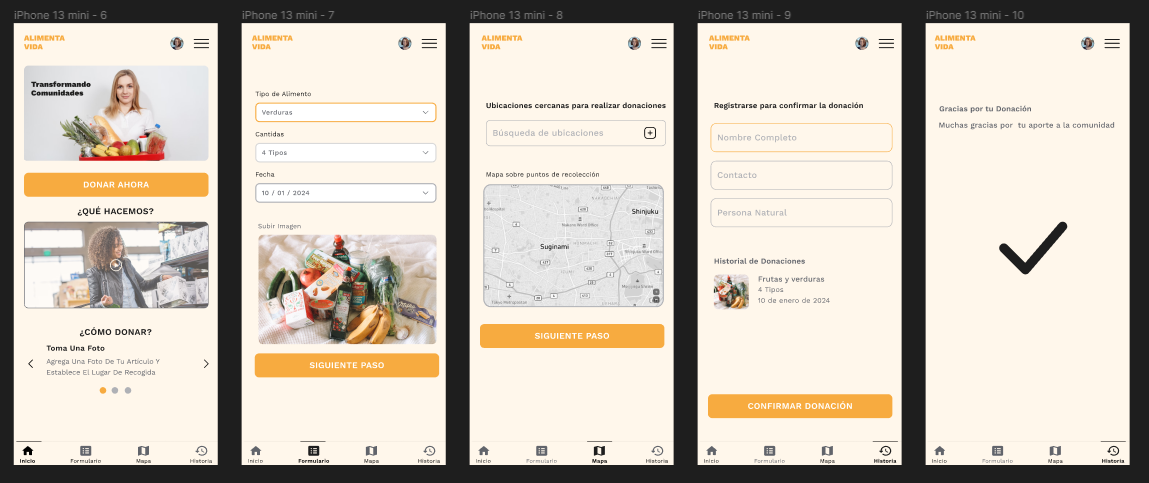 iPhone 13 mini - 6
ALIMENTA
VIDA
Transformando
Comunidades
DONAR AHORA
¿QUÉ HACEMOS?
¿CÓMO DONAR?
Toma Una Foto
Agrega Una Foto De Tu Artículo Y
Establece El Lugar De Recogida
Inicio
Formulario
Mapa
Historia
iPhone 13 mini - 7
ALIMENTA
VIDA
Tipo de Alimento
Verduras
Cantidas
4 Tipos
Fecha
10 / 01 / 2024
Subir Imagen
SIGUIENTE PASO
Inicio
Formulario
Mapa
Historia
iPhone 13 mini - 8
ALIMENTA
VIDA
Ubicaciones cercanas para realizar donaciones
Búsqueda de ubicaciones
Mapa sobre puntos de recolección
Shinjuku
Suginami
SIGUIENTE PASO
Inicio
Formulario
Mapa
Historia
iPhone 13 mini - 9
ALIMENTA
VIDA
Registrarse para confirmar la donación
Nombre Completo
Contacto
Persona Natural
Historial de Donaciones
Frutas y verduras
4 Tipos
10 de enero de 2024
CONFIRMAR DONACIÓN
Inicio
Formulario
Mapa
Historia
iPhone 13 mini - 10
ALIMENTA
VIDA
Gracias por tu Donación
Muchas gracias por tu aporte a la comunidad
Inicio
Formulario
Mapa
Historia